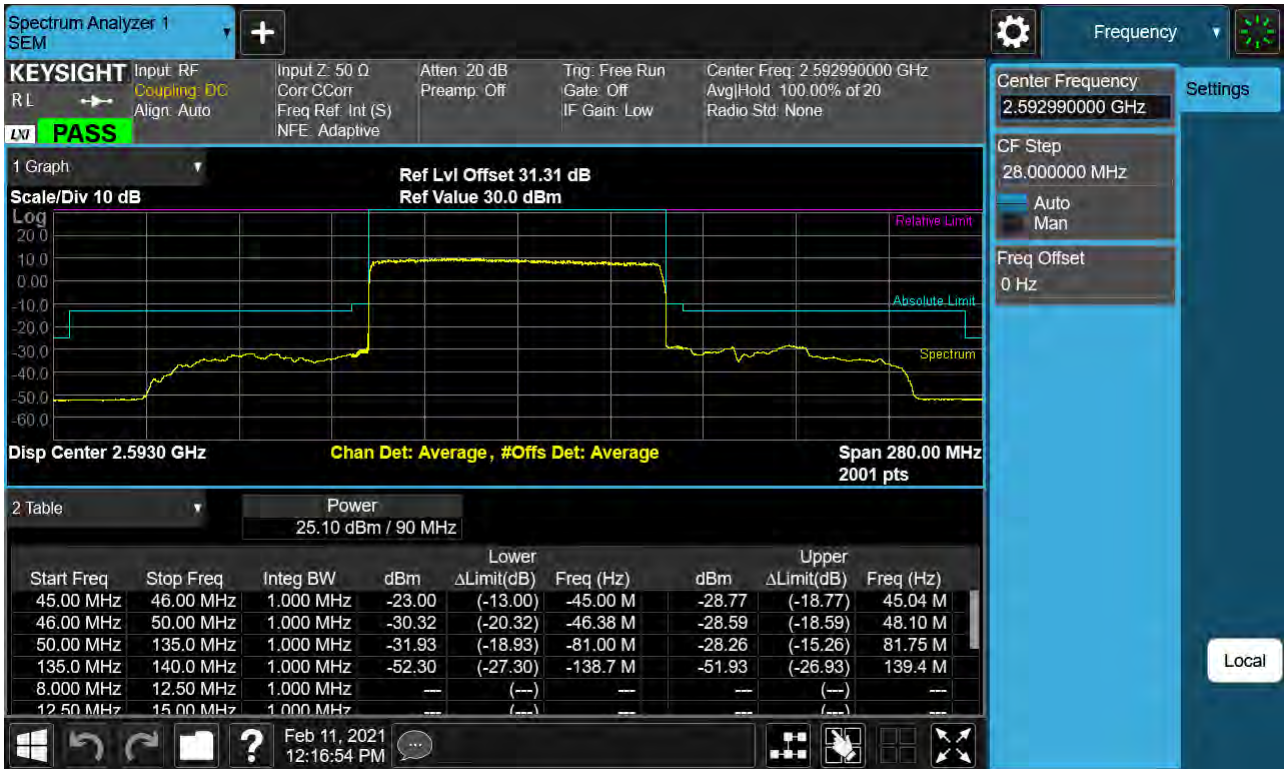 Spectrum Analyzer 1
SEM
Frequency
KEYSIGHT
RL
LXI
PASS
Input: RF
Coupling: DC
Align: Auto
Input Z: 50 Ω
Corr CCorr
Freq Ref: Int (S)
NFE: Adaptive
Atten: 20 dB
Preamp: Off
Trig: Free Run
Gate: Off
IF Gain: Low
Center Freq: 2.592990000 GHz
Avg|Hold: 100.00% of 20
Radio Std: None
Center Frequency
2.592990000 GHz
Settings
CF Step
28.000000 MHz
Auto
Man
Freq Offset
0 Hz
Local
1 Graph
Scale/Div 10 dB
Ref Lvl Offset 31.31 dB
Ref Value 30.0 dBm
Log
20.0
10.0
0.00
-10.0
-20.0
-30.0
-40.0
-50.0
-60.0
Relative Limit
Absolute Limit
Spectrum
Disp Center 2.5930 GHz
Chan Det: Average, #Offs Det: Average
Span 280.00 MHz
2001 pts
2 Table
Power
25.10 dBm / 90 MHz
Lower Upper
Start Freq Stop Freq Integ BW dBm ΔLimit(dB) Freq (Hz) dBm ΔLimit(dB) Freq (Hz)
45.00 MHz 46.00 MHz 1.000 MHz -23.00 (-13.00) -45.00 M -28.77 (-18.77) 45.04 M
46.00 MHz 50.00 MHz 1.000 MHz -30.32 (-20.32) -46.38 M -28.59 (-18.59) 48.10 M
50.00 MHz 135.0 MHz 1.000 MHz -31.93 (-18.93) -81.00 M -28.26 (-15.26) 81.75 M
135.0 MHz 140.0 MHz 1.000 MHz -52.30 (-27.30) -138.7 M -51.93 (-26.93) 139.4 M
8.000 MHz 12.50 MHz 1.000 MHz --- (---) --- --- (---) ---
12.50 MHz 15.00 MHz 1.000 MHz --- (---) --- --- (---) ---
Feb 11, 2021
12:16:54 PM